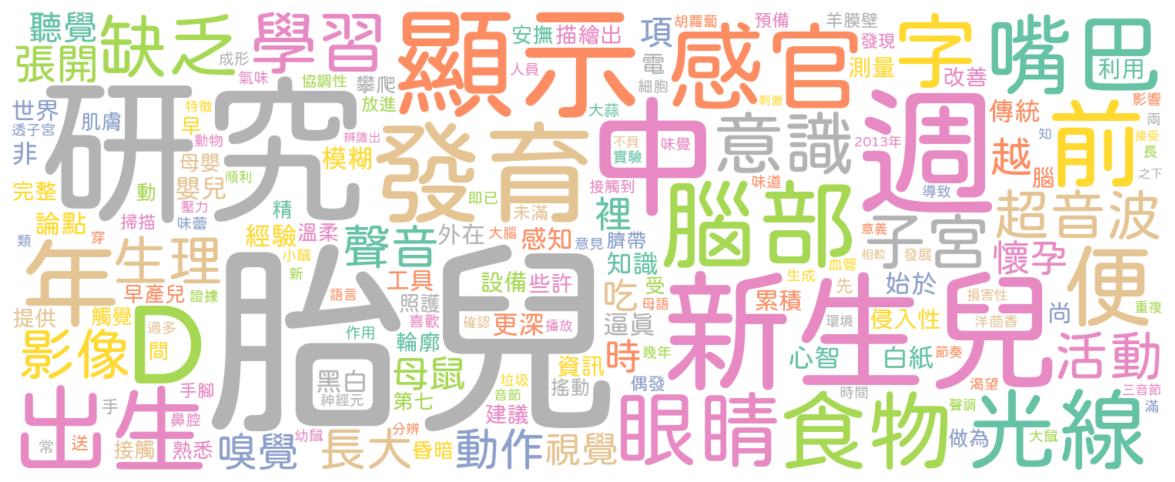 聽覺 缺乏 學習 顯示 安撫 描繪出 項 胡蘿蔔 預備 羊膜壁 發現 字 嘴巴
張開 成形 氣味 協調性 攀爬 人員 電 感官 測量 改善 利用
世界 研究 特徵 放進 大蒜 細胞 刺激 傳統 影響 兩
透子宮 肌膚 早 動物 辨識出 發育 不具 中 味覺 意識 2013年 週 前 知 接受
非 母嬰 模糊 實驗 越 長
完整 嬰兒 順利 接觸到 味道 腦部 導致 腦 之下
動 壓力 即已 裡 超音波
論點 掃描 味蕾 精 未滿 臍帶 子宮 意義
類 穿 年 生理 經驗 溫柔 聲音 外在 大腦 感知 意見 知識 血管 相較 發展 懷孕 便
小鼠 新 工具 設備 些許 受 生成 先 始於
早產兒 證據 語言 照護 吃 母語 累積 損害性
提供 觸覺 過多 胎兒 喜歡 確認 更深 播放 逼真 新生兒 環境 侵入性 洋茴香 尚 重複
影像 D 間 作用 輪廓 時 幾年 心智 白紙 節奏 活動
黑白 母鼠 垃圾 資訊 搖動 偶發 渴望 三音節
出生 手腳 神經元 第七 音節 建議 眼睛 時間 食物 聲調 光線 滿
手 鼻腔 幼鼠 分辨
常 送 接觸 熟悉 嗅覺 長大 昏暗 動作 視覺 做為 大鼠